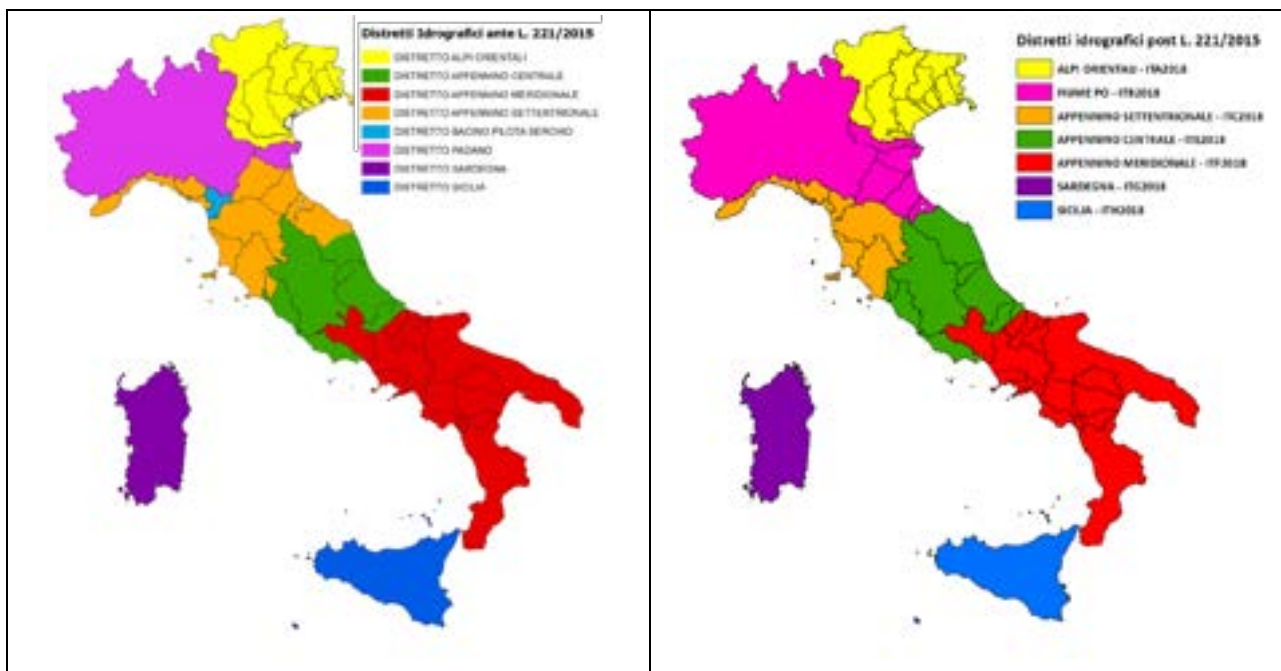 Distretti Idrografici ante L. 221/2015
DISTRETTO ALPI ORIENTALI
DISTRETTO APPENNINO CENTRALE
DISTRETTO APPENNINO MERIDIONALE
DISTRETTO APPENNINO SETTENTRIONALE
DISTRETTO BACINO PILOTA SERCHIO
DISTRETTO PADANO
DISTRETTO SARDEGNA
DISTRETTO SICILIA
Distretti idrografici post L. 221/2015
ALPI ORIENTALI - ITA2018
FIUME PO - ITB2018
APPENNINO SETTENTRIONALE - ITC2018
APPENNINO CENTRALE - ITE2018
APPENNINO MERIDIONALE - ITF2018
SARDEGNA - ITG2018
SICILIA - ITH2018